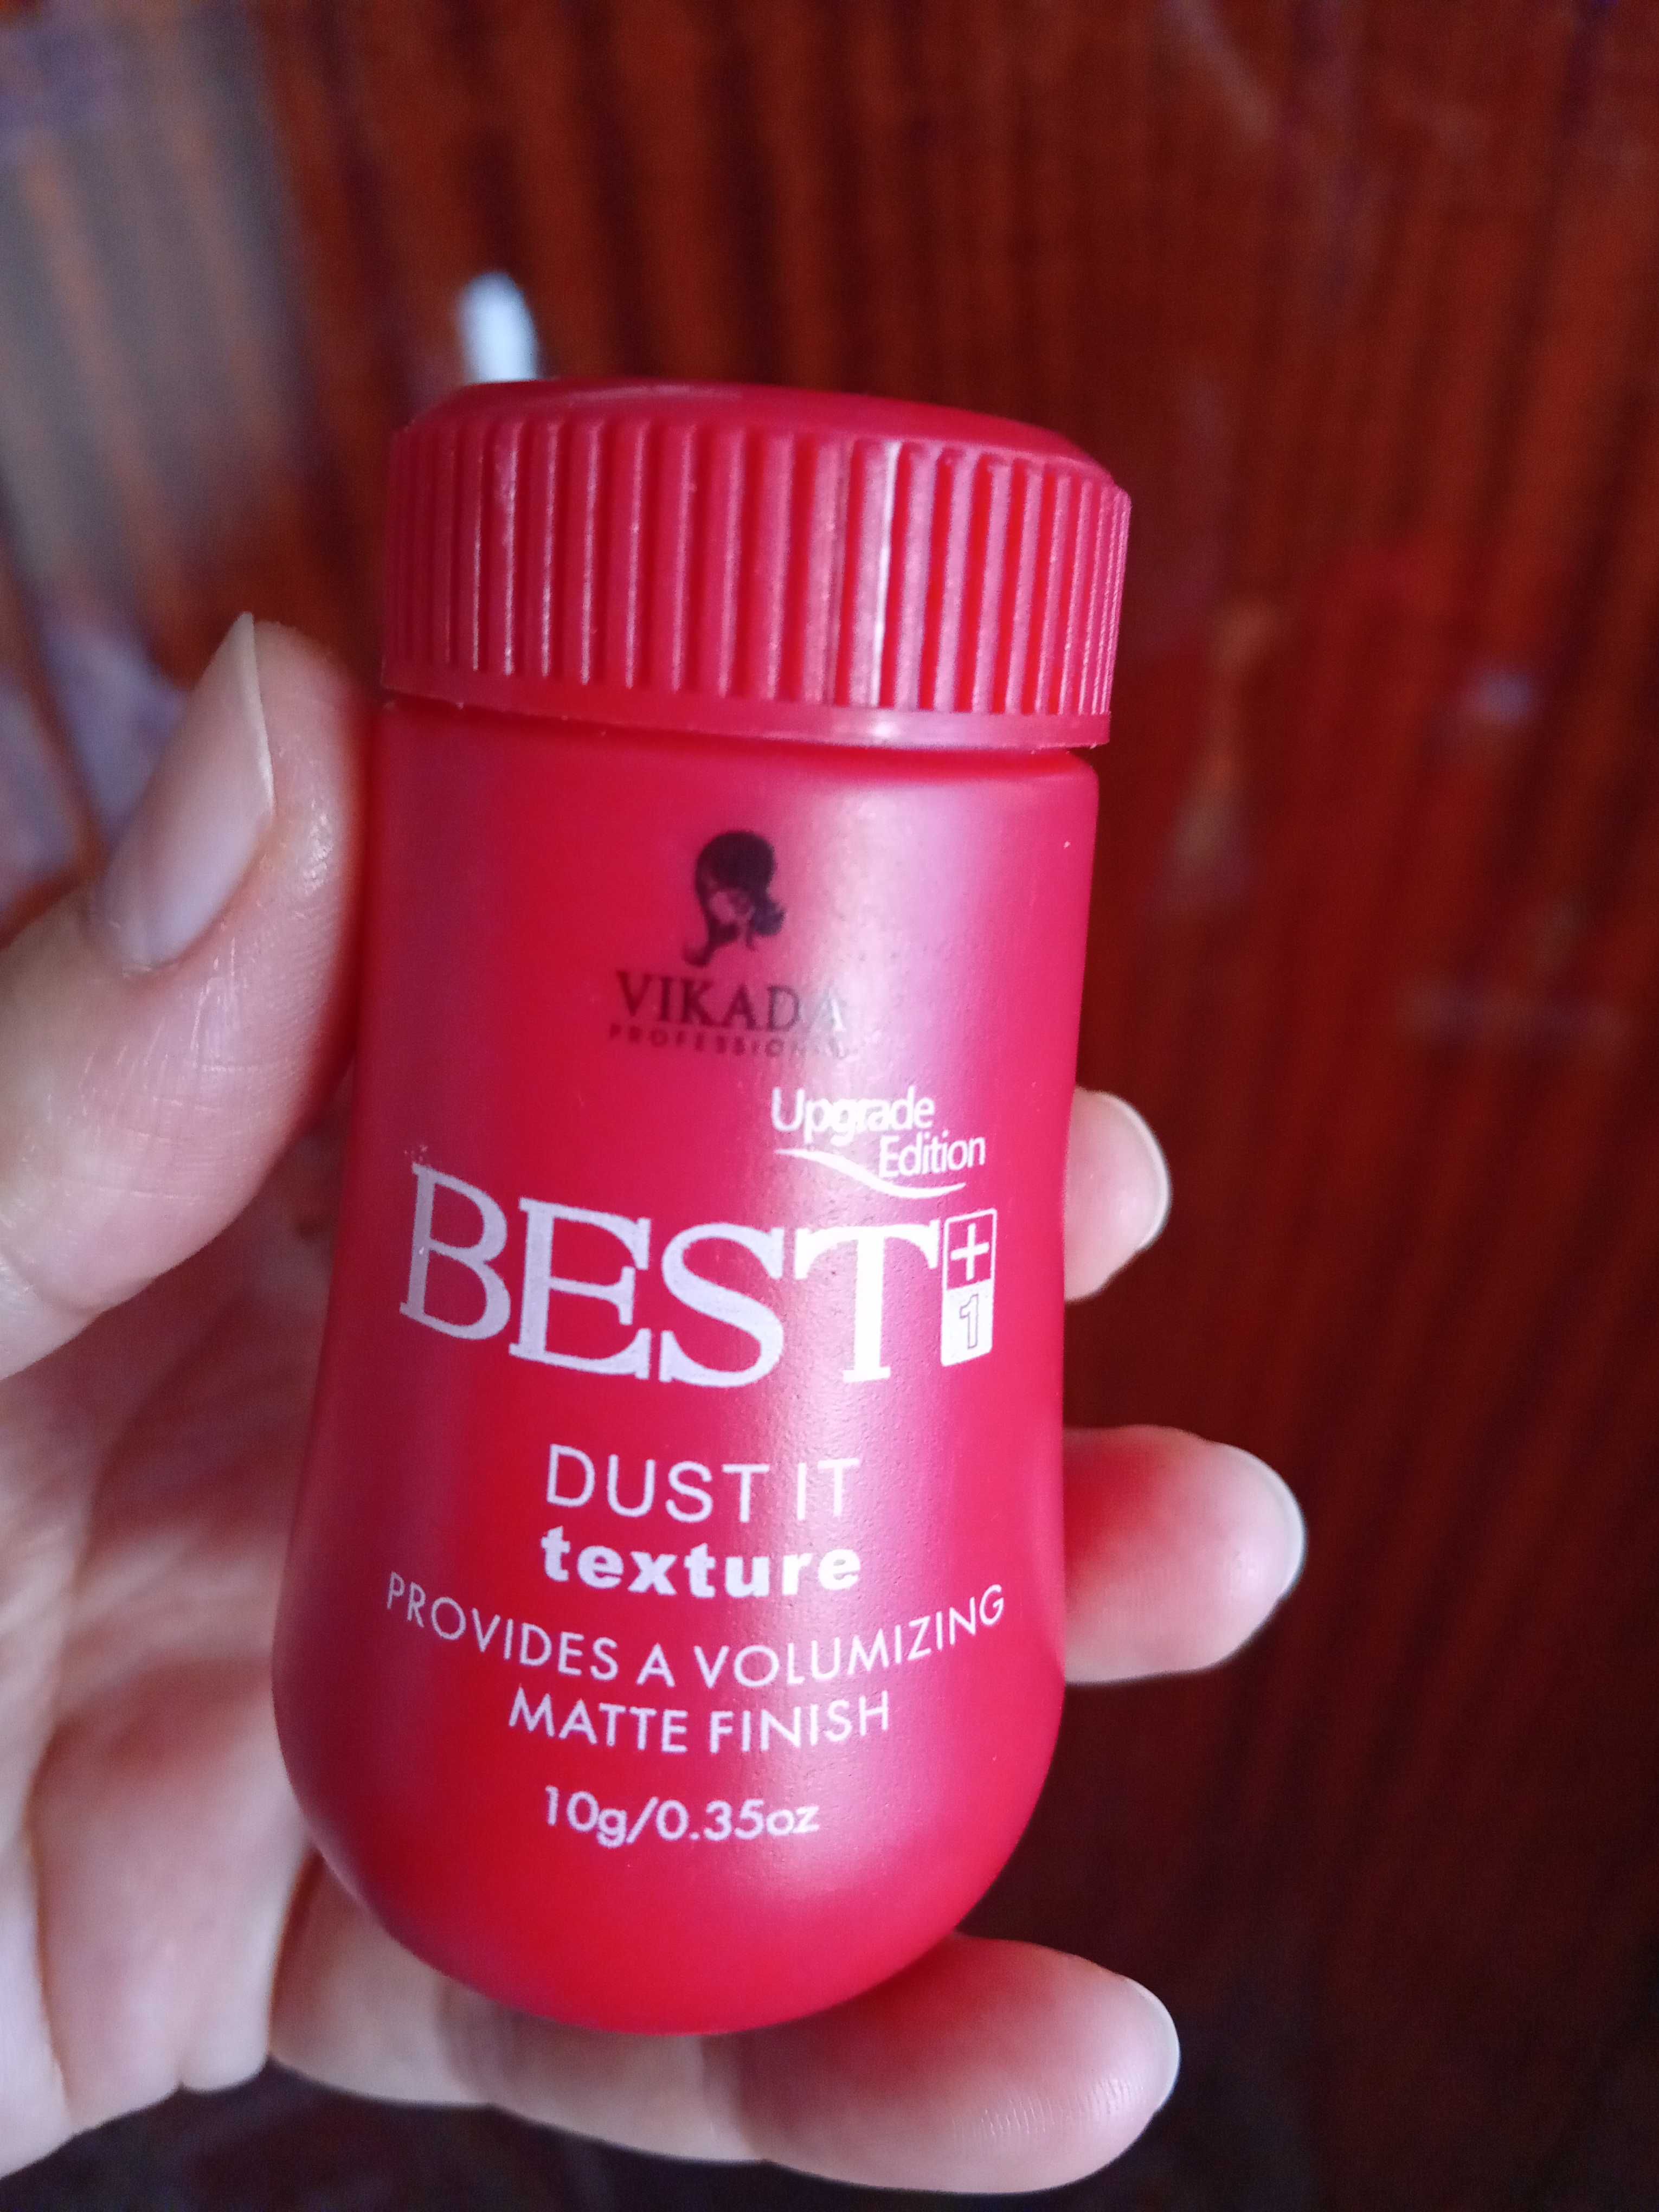 VIKADA
PROFESSIONAL
Upgrade
Edition
BEST+1
DUST IT
texture
PROVIDES A VOLUMIZING
MATTE FINISH
10g/0.35oz